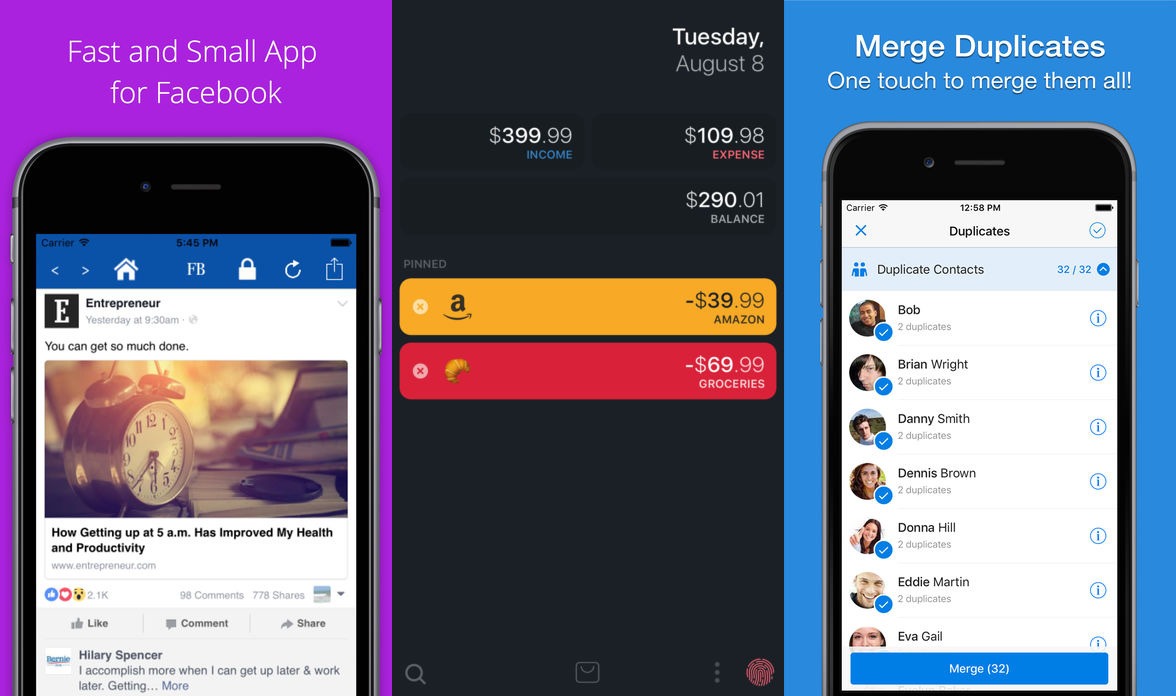 Fast and Small App
for Facebook
Carrier
5:45 PM
< >
FB
E
Entrepreneur
Yesterday at 9:30am ·
You can get so much done.
How Getting up at 5 a.m. Has Improved My Health
and Productivity
www.entrepreneur.com
2.1K
98 Comments 778 Shares
Like
Comment
Share
Bernie
Hilary Spencer
I accomplish more when I can get up later & work
later. Getting... More
Tuesday,
August 8
$399.99
INCOME
$109.98
EXPENSE
$290.01
BALANCE
PINNED
a
-$39.99
AMAZON
-$69.99
GROCERIES
Merge Duplicates
One touch to merge them all!
Carrier
12:58 PM
Duplicates
Duplicate Contacts
32 / 32
Bob
2 duplicates
Brian Wright
2 duplicates
Danny Smith
2 duplicates
Dennis Brown
2 duplicates
Donna Hill
2 duplicates
Eddie Martin
2 duplicates
Eva Gail
Merge (32)